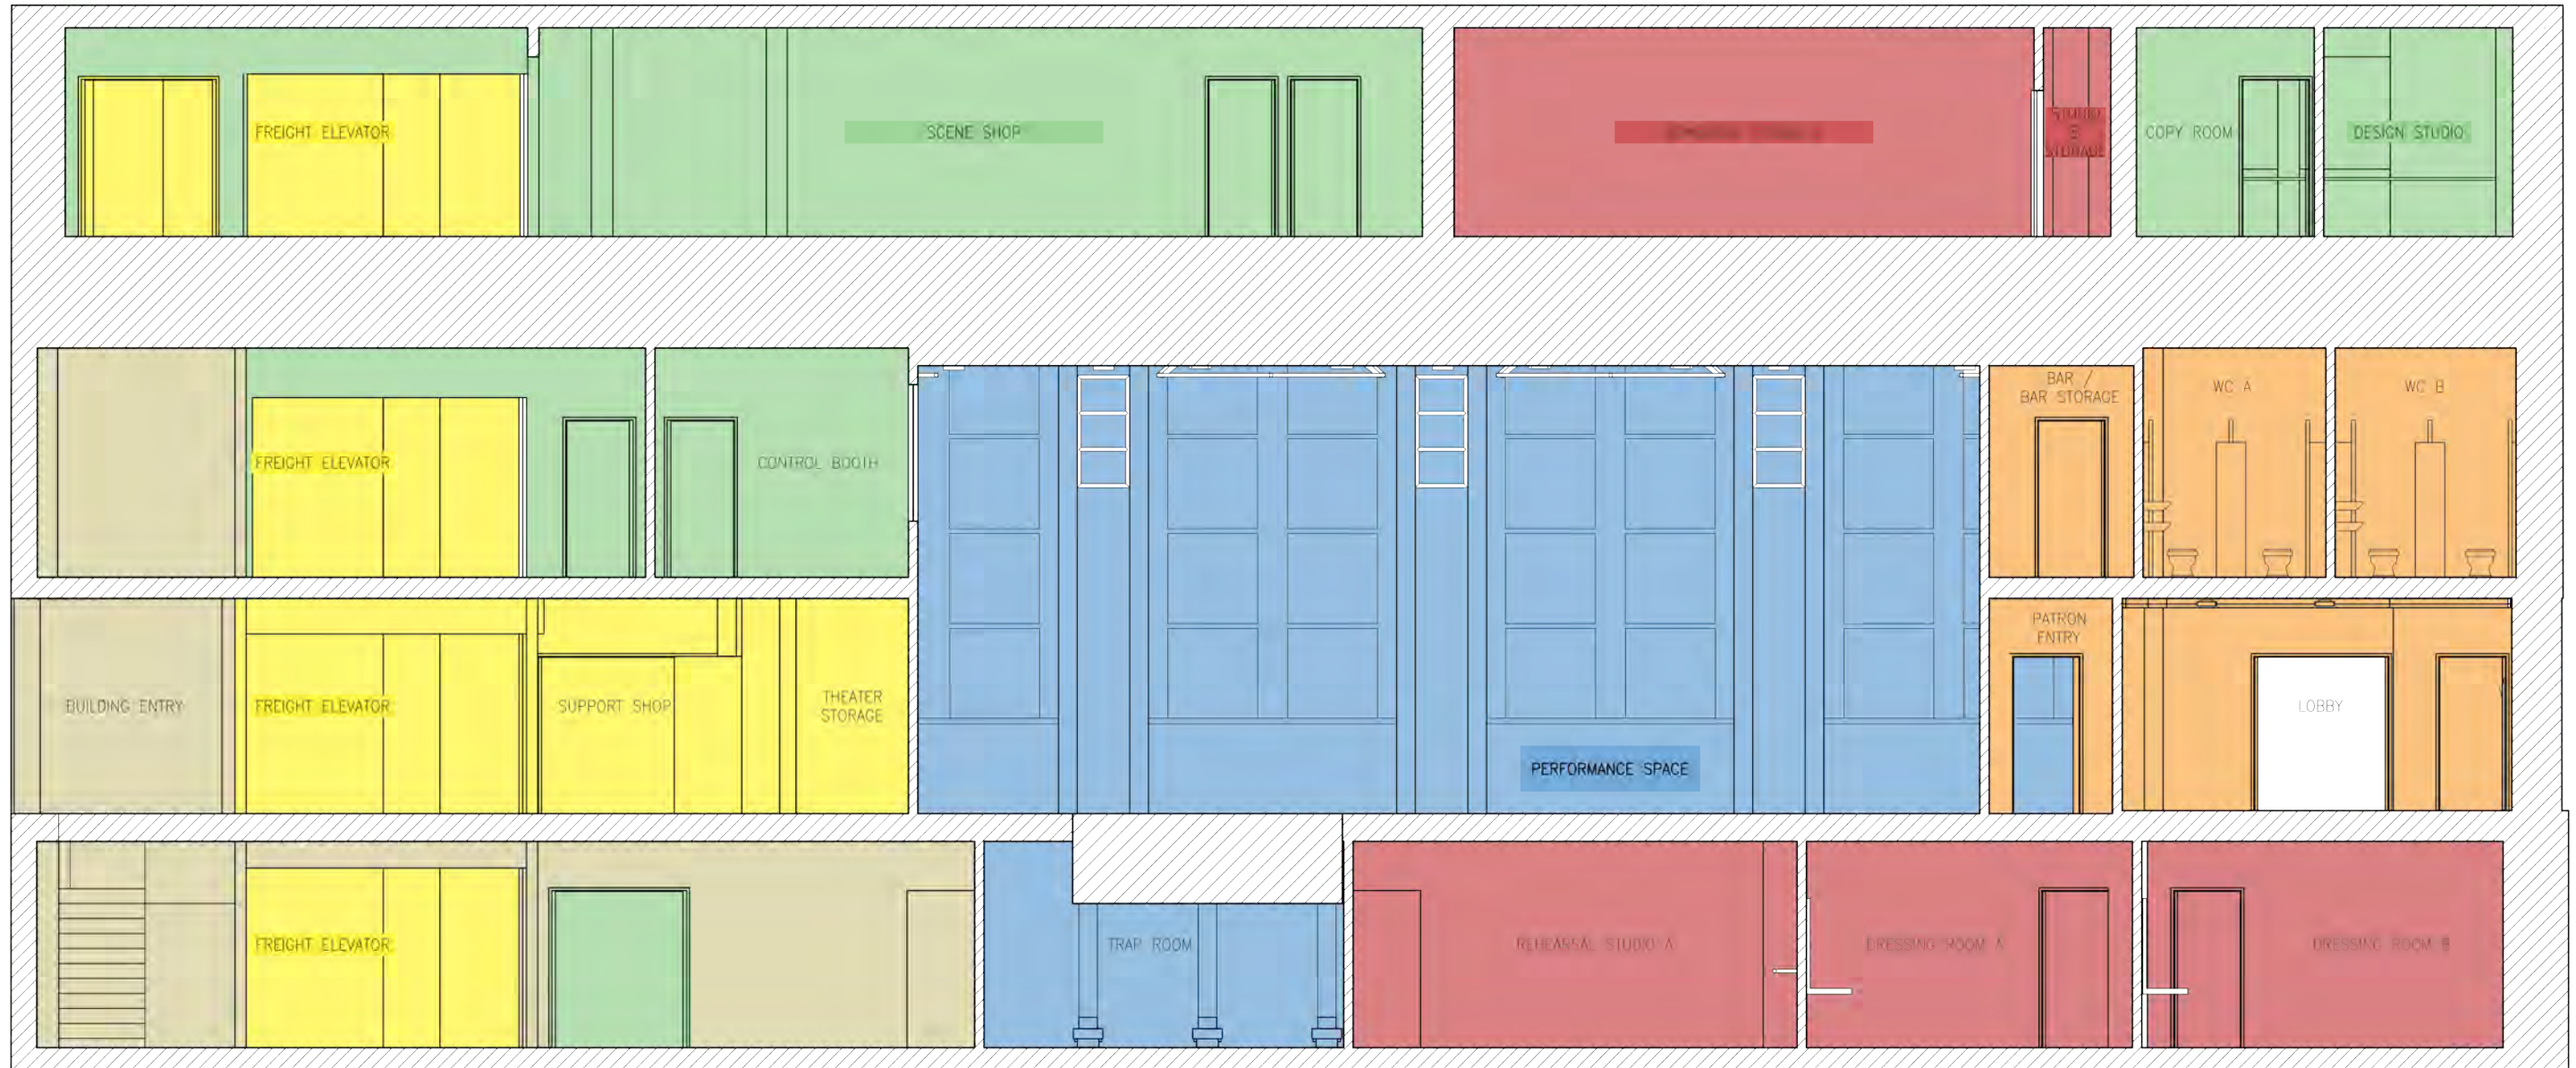 FREIGHT ELEVATOR
SCENE SHOP
STUDIO
B
STORAGE
COPY ROOM
DESIGN STUDIO
FREIGHT ELEVATOR
CONTROL BOOTH
BAR /
BAR STORAGE
WC A
WC B
BUILDING ENTRY
FREIGHT ELEVATOR
SUPPORT SHOP
THEATER
STORAGE
PERFORMANCE SPACE
PATRON
ENTRY
LOBBY
FREIGHT ELEVATOR
TRAP ROOM
REHEARSAL STUDIO A
DRESSING ROOM A
DRESSING ROOM B